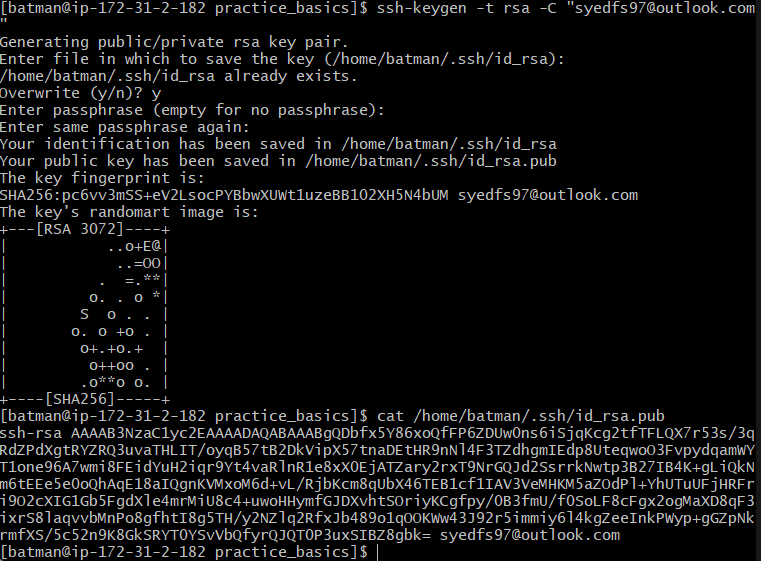 [batman@ip-172-31-2-182 practice_basics]$ ssh-keygen -t rsa -C "syedfs97@outlook.com
"
Generating public/private rsa key pair.
Enter file in which to save the key (/home/batman/.ssh/id_rsa):
/home/batman/.ssh/id_rsa already exists.
Overwrite (y/n)? y
Enter passphrase (empty for no passphrase):
Enter same passphrase again:
Your identification has been saved in /home/batman/.ssh/id_rsa
Your public key has been saved in /home/batman/.ssh/id_rsa.pub
The key fingerprint is:
SHA256:pc6vv3mSS+eV2LsocPYBbwXUWt1uzeBB1O2XH5N4bUM syedfs97@outlook.com
The key's randomart image is:
+---[RSA 3072]----+
|           ..o+E@|
|            ..=OO|
|          .  =.**|
|         o. . o *|
|        S  o . . |
|       o. o +o . |
|        o+.+o.+  |
|         o++oo . |
|        .o**o o. |
+----[SHA256]-----+
[batman@ip-172-31-2-182 practice_basics]$ cat /home/batman/.ssh/id_rsa.pub
ssh-rsa AAAAB3NzaC1yc2EAAAADAQABAAABgQDbfx5Y86xoQfFP6ZDUw0ns6iSjqKcg2tfTFLQX7r53s/3q
RdZPdXgtRYZRQ3uvaTHLIT/oyqB57tB2DkVipX57tnaDEtHR9nNl4F3TZdhgmIEdp8UteqwoO3FvpydqamWY
T1one96A7wmi8FEidYuH2iqr9Yt4vaRlnR1e8xXOEjATZary2rxT9NrGQJd2SsrrkNwtp3B27IB4K+gLiQkN
m6tEEe5eOoQhAqE18aIQgnKVMxoM6d+vL/RjbKcm8qUbX46TEB1cf1IAV3VeMHKM5aZOdPl+YhUTuUFjHRFr
i9O2cXIG1Gb5FgdXle4mrMiU8c4+uwoHHymfGJDXvhtSOriyKCgfpy/OB3fmU/fOSoLF8cFgx2ogMaXD8qF3
ixrS8laqvvbMnPo8gfhtI8g5TH/y2NZlq2RfxJb489o1qOOKWw43J92r5immiy6l4kgZeeInkPWyp+gGZpNk
rmfXS/5c52n9K8GkSRYTOYSvVbQfyrQJQTOP3uxSIBZ8gbk= syedfs97@outlook.com
[batman@ip-172-31-2-182 practice_basics]$